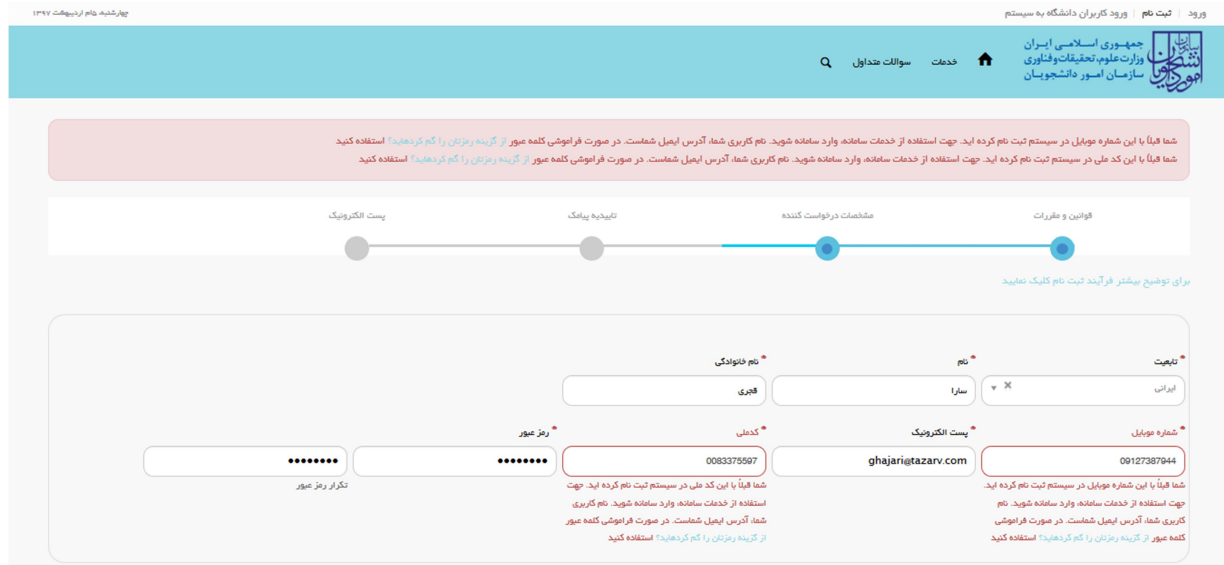 ورود | ثبت نام | ورود کاربران دانشگاه به سیستم
چهارشنبه، ۵ام اردیبهشت ۱۳۹۷
سازمان امور دانشجویان
جمهوری اسلامی ایران
وزارت علوم، تحقیقات و فناوری
سازمان امور دانشجویان
خدمات
سوالات متداول
شما قبلاً با این شماره موبایل در سیستم ثبت نام کرده اید. جهت استفاده از خدمات سامانه، وارد سامانه شوید. نام کاربری شما، آدرس ایمیل شماست. در صورت فراموشی کلمه عبور از گزینه رمزتان را گم کرده‌اید؟ استفاده کنید
شما قبلاً با این کد ملی در سیستم ثبت نام کرده اید. جهت استفاده از خدمات سامانه، وارد سامانه شوید. نام کاربری شما، آدرس ایمیل شماست. در صورت فراموشی کلمه عبور از گزینه رمزتان را گم کرده‌اید؟ استفاده کنید
قوانین و مقررات
مشخصات درخواست کننده
تاییدیه پیامک
پست الکترونیک
برای توضیح بیشتر فرآیند ثبت نام کلیک نمایید
* تابعیت
* نام
* نام خانوادگی
ایرانی
سارا
قجری
* شماره موبایل
* پست الکترونیک
* کدملی
* رمز عبور
09127387944
ghajari@tazarv.com
0083375597
••••••••
••••••••
شما قبلاً با این شماره موبایل در سیستم ثبت نام کرده اید.
جهت استفاده از خدمات سامانه، وارد سامانه شوید. نام
کاربری شما، آدرس ایمیل شماست. در صورت فراموشی
کلمه عبور از گزینه رمزتان را گم کرده‌اید؟ استفاده کنید
شما قبلاً با این کد ملی در سیستم ثبت نام کرده اید. جهت
استفاده از خدمات سامانه، وارد سامانه شوید. نام کاربری
شما، آدرس ایمیل شماست. در صورت فراموشی کلمه عبور
از گزینه رمزتان را گم کرده‌اید؟ استفاده کنید
تکرار رمز عبور